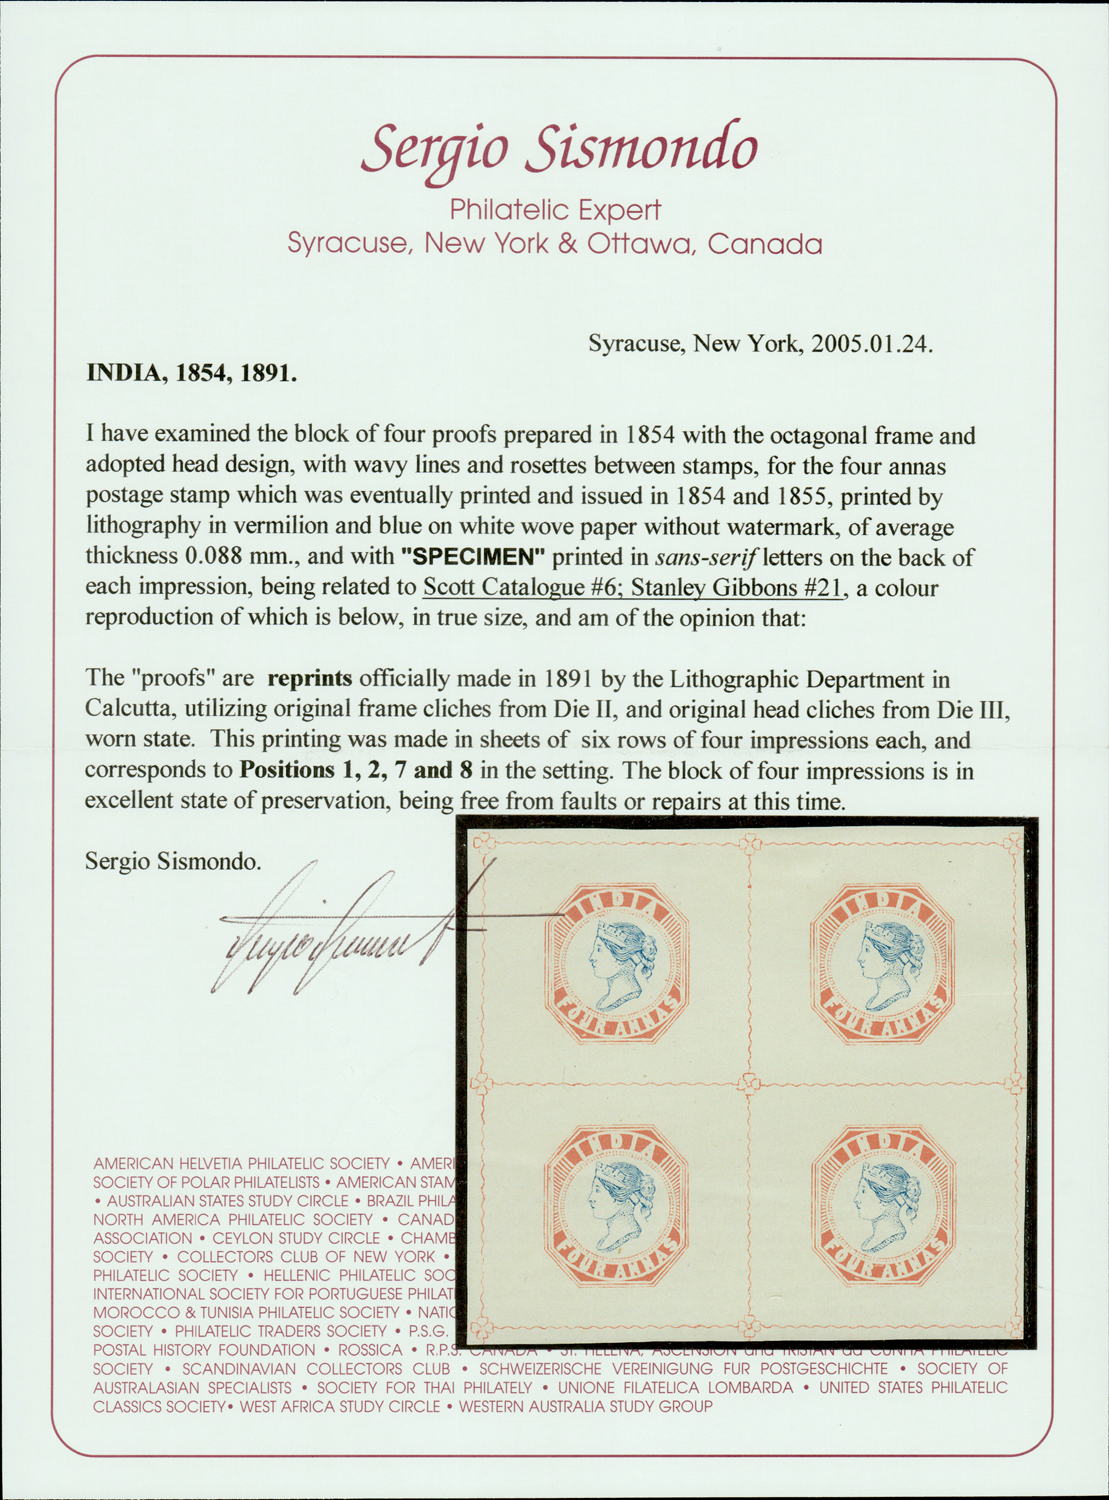 Sergio Sismondo
Philatelic Expert
Syracuse, New York & Ottawa, Canada
Syracuse, New York, 2005.01.24.
INDIA, 1854, 1891.
I have examined the block of four proofs prepared in 1854 with the octagonal frame and
adopted head design, with wavy lines and rosettes between stamps, for the four annas
postage stamp which was eventually printed and issued in 1854 and 1855, printed by
lithography in vermilion and blue on white wove paper without watermark, of average
thickness 0.088 mm., and with "SPECIMEN" printed in sans-serif letters on the back of
each impression, being related to Scott Catalogue #6; Stanley Gibbons #21, a colour
reproduction of which is below, in true size, and am of the opinion that:
The "proofs" are reprints officially made in 1891 by the Lithographic Department in
Calcutta, utilizing original frame cliches from Die II, and original head cliches from Die III,
worn state. This printing was made in sheets of six rows of four impressions each, and
corresponds to Positions 1, 2, 7 and 8 in the setting. The block of four impressions is in
excellent state of preservation, being free from faults or repairs at this time.
Sergio Sismondo.
INDIA
FOUR ANNAS
INDIA
FOUR ANNAS
INDIA
FOUR ANNAS
INDIA
FOUR ANNAS
AMERICAN HELVETIA PHILATELIC SOCIETY • AMERI
SOCIETY OF POLAR PHILATELISTS • AMERICAN STAM
• AUSTRALIAN STATES STUDY CIRCLE • BRAZIL PHILA
NORTH AMERICA PHILATELIC SOCIETY • CANAD
ASSOCIATION • CEYLON STUDY CIRCLE • CHAMB
SOCIETY • COLLECTORS CLUB OF NEW YORK •
PHILATELIC SOCIETY • HELLENIC PHILATELIC SOC
INTERNATIONAL SOCIETY FOR PORTUGUESE PHILAT
MOROCCO & TUNISIA PHILATELIC SOCIETY • NATIO
SOCIETY • PHILATELIC TRADERS SOCIETY • P.S.G.
POSTAL HISTORY FOUNDATION • ROSSICA • R.P.S. CANADA • ST. HELENA, ASCENSION and TRISTAN da CUNHA PHILATELIC
SOCIETY • SCANDINAVIAN COLLECTORS CLUB • SCHWEIZERISCHE VEREINIGUNG FUR POSTGESCHICHTE • SOCIETY OF
AUSTRALASIAN SPECIALISTS • SOCIETY FOR THAI PHILATELY • UNIONE FILATELICA LOMBARDA • UNITED STATES PHILATELIC
CLASSICS SOCIETY• WEST AFRICA STUDY CIRCLE • WESTERN AUSTRALIA STUDY GROUP